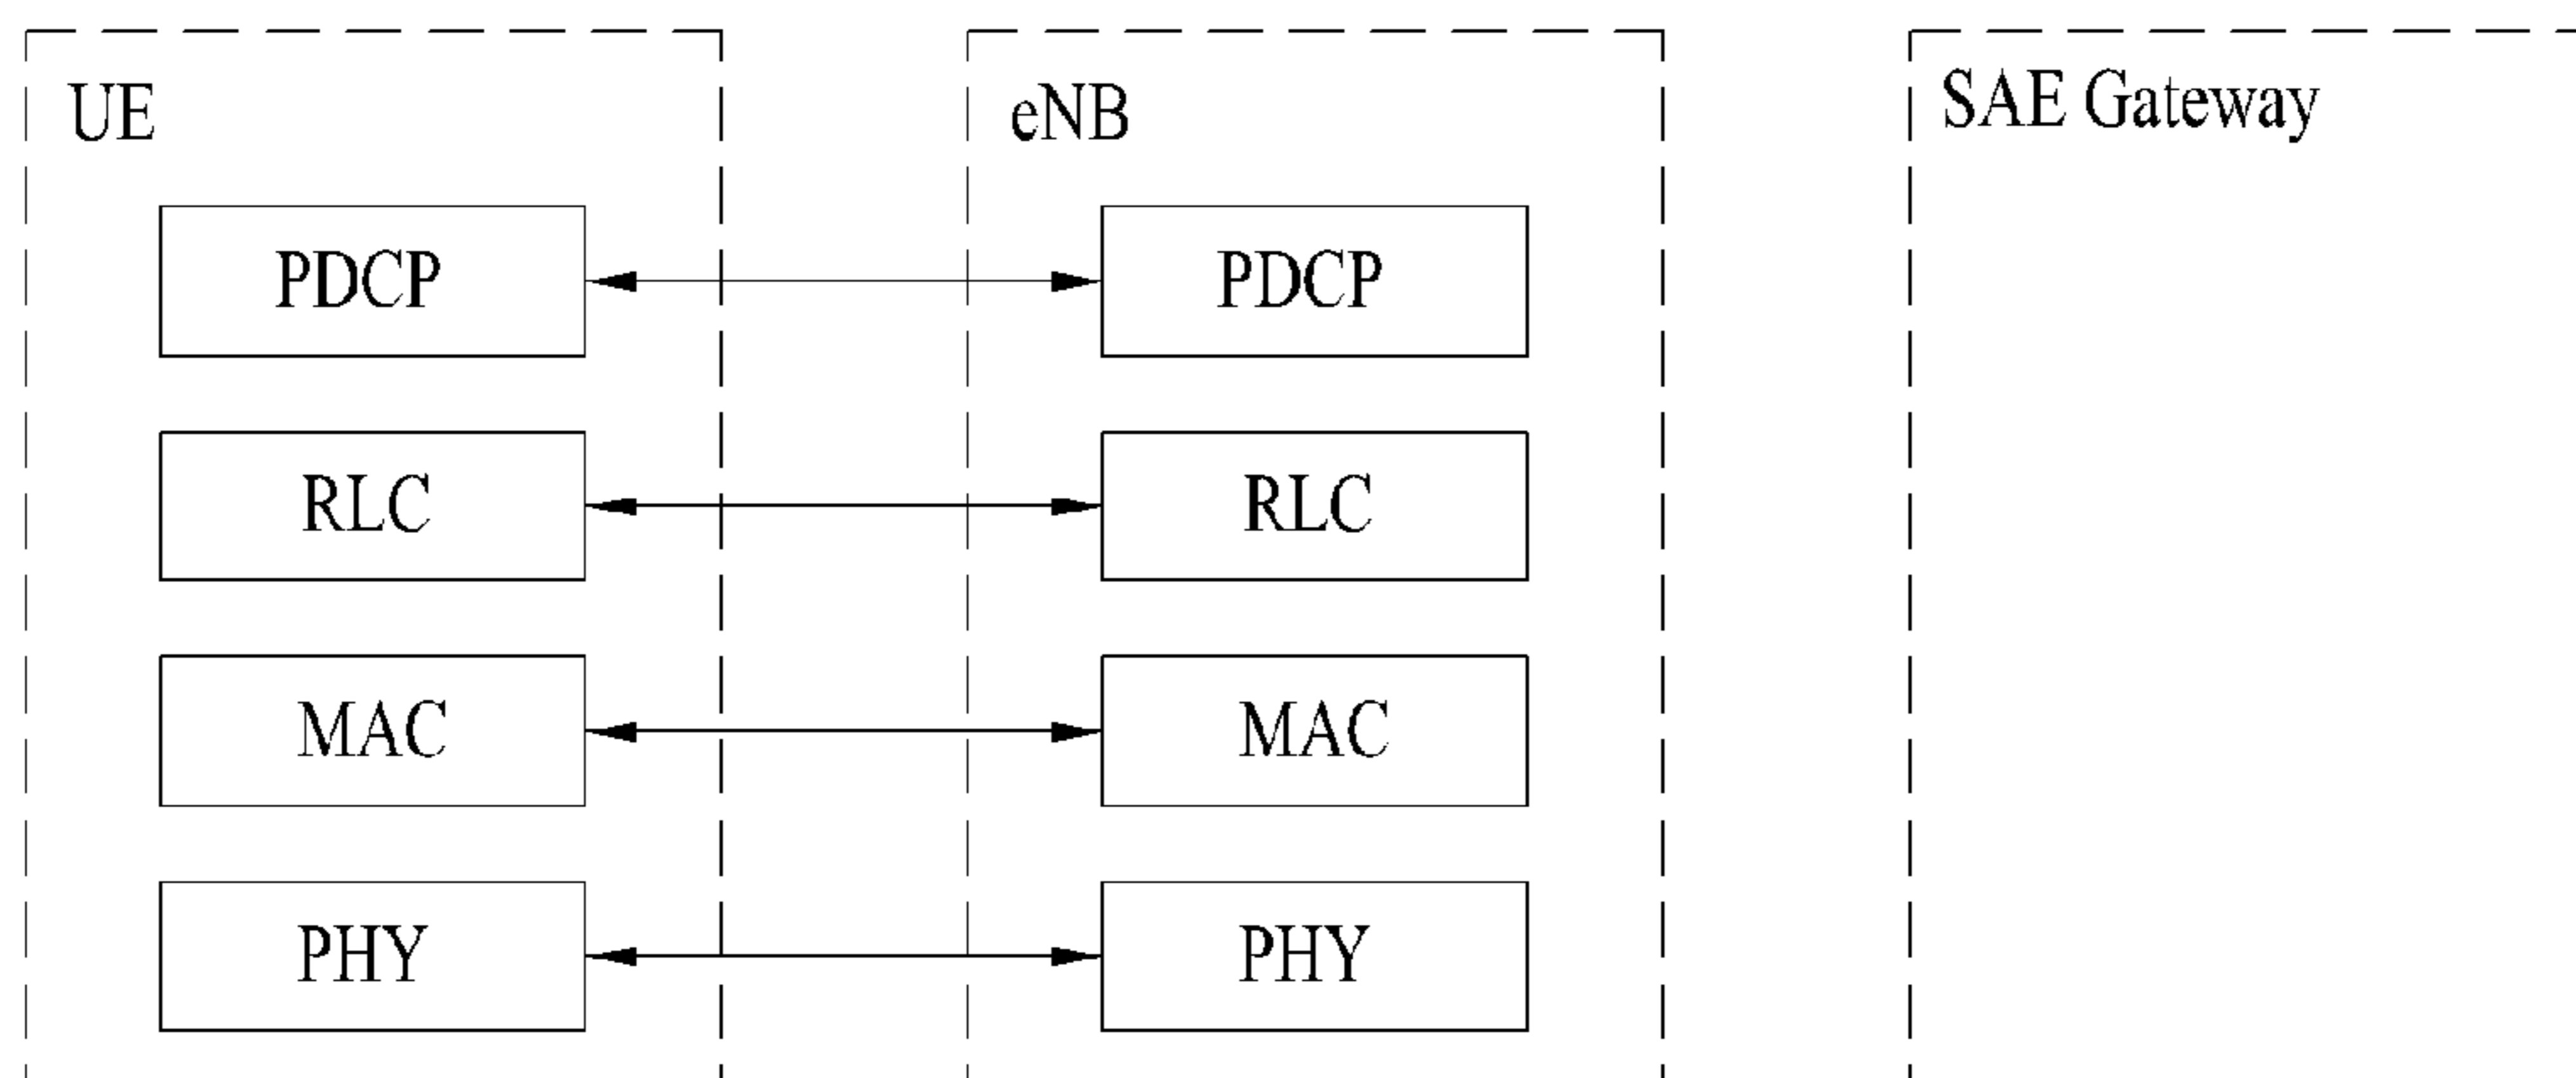 UE
eNB
SAE Gateway
PDCP
PDCP
RLC
RLC
MAC
MAC
PHY
PHY